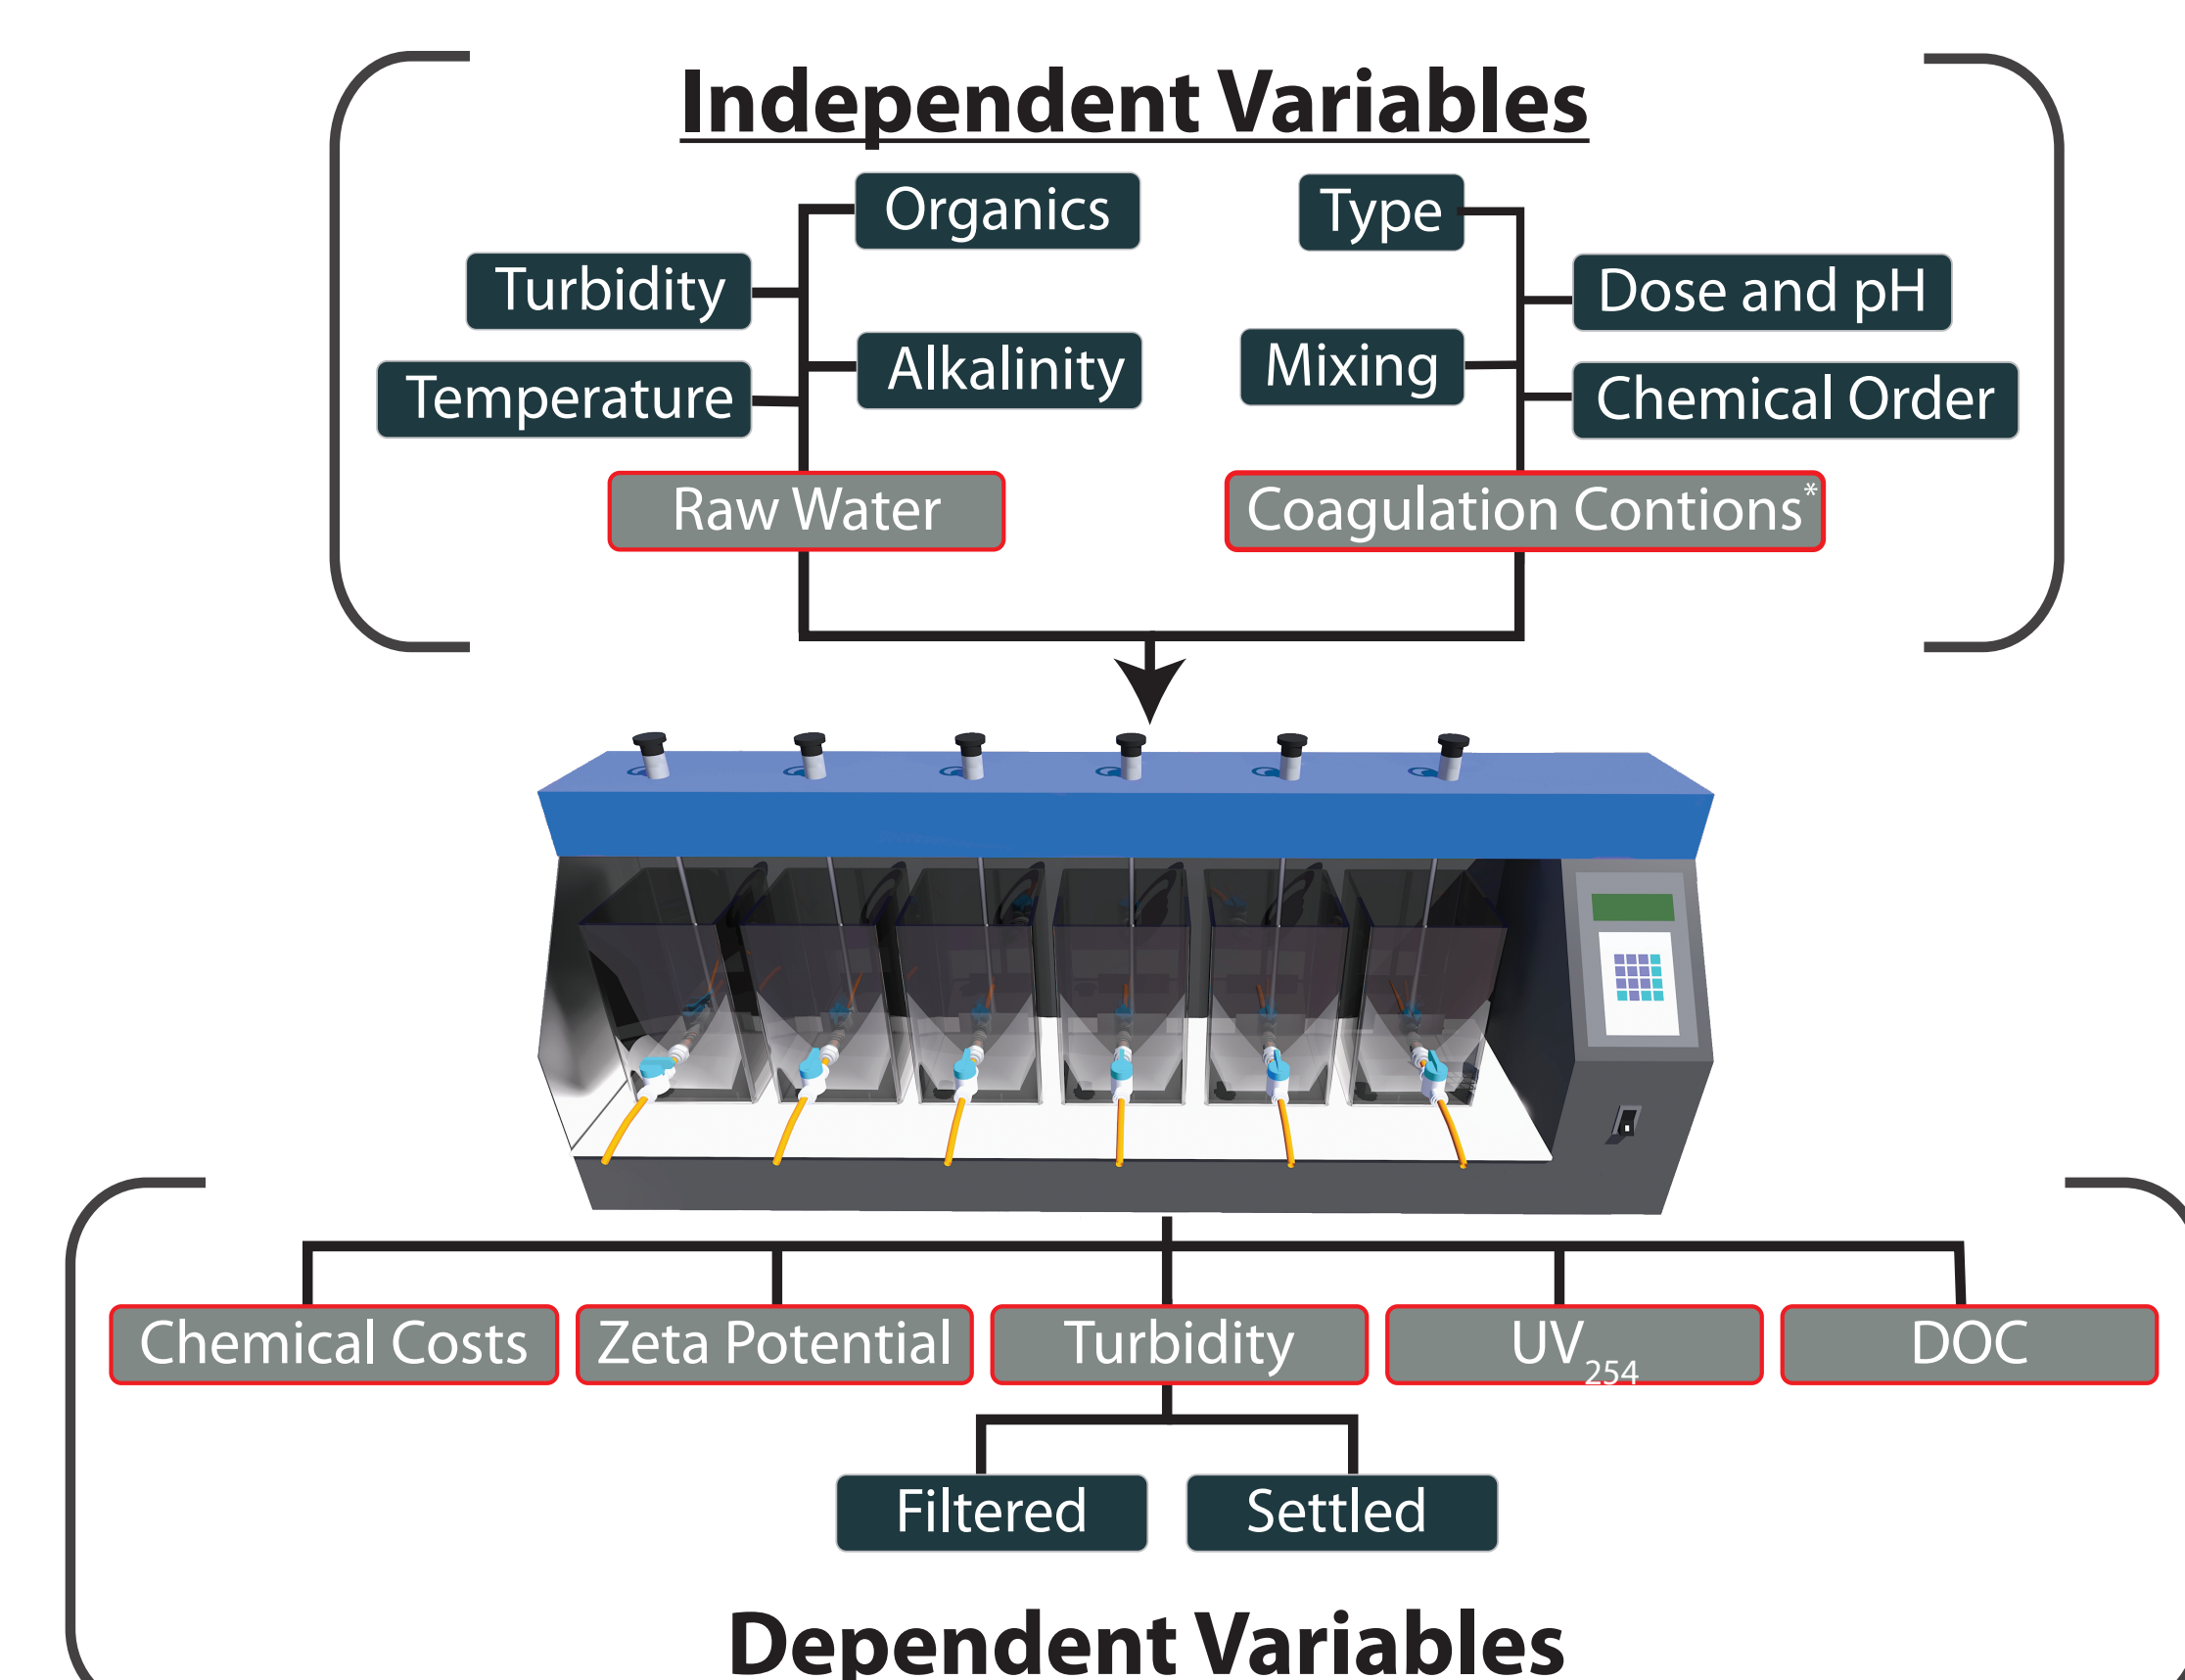 Independent Variables
Organics
Type
Turbidity
Dose and pH
Alkalinity
Mixing
Temperature
Chemical Order
Raw Water
Coagulation Contions*
Chemical Costs
Zeta Potential
Turbidity
UV254
DOC
Filtered
Settled
Dependent Variables